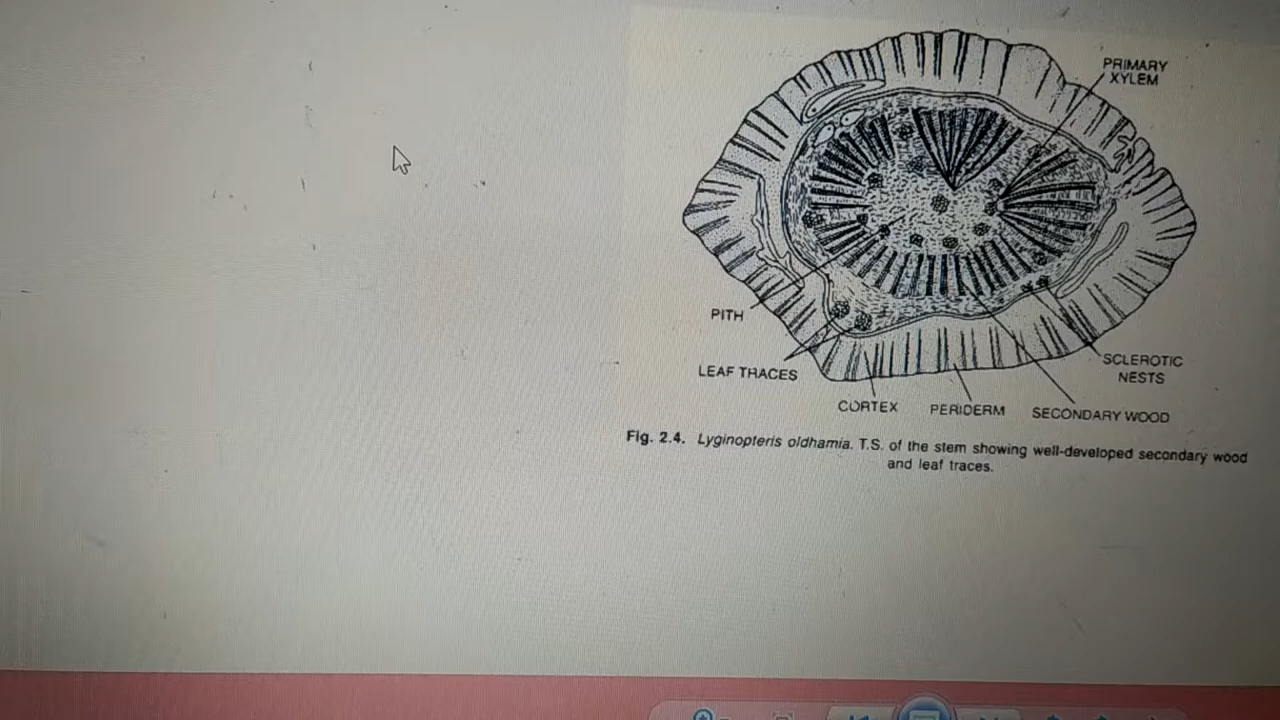 PRIMARY
XYLEM
PITH
LEAF TRACES
SCLEROTIC
NESTS
CORTEX
PERIDERM
SECONDARY WOOD
Fig. 2.4. Lyginopteris oldhamia. T.S. of the stem showing well-developed secondary wood
and leaf traces.